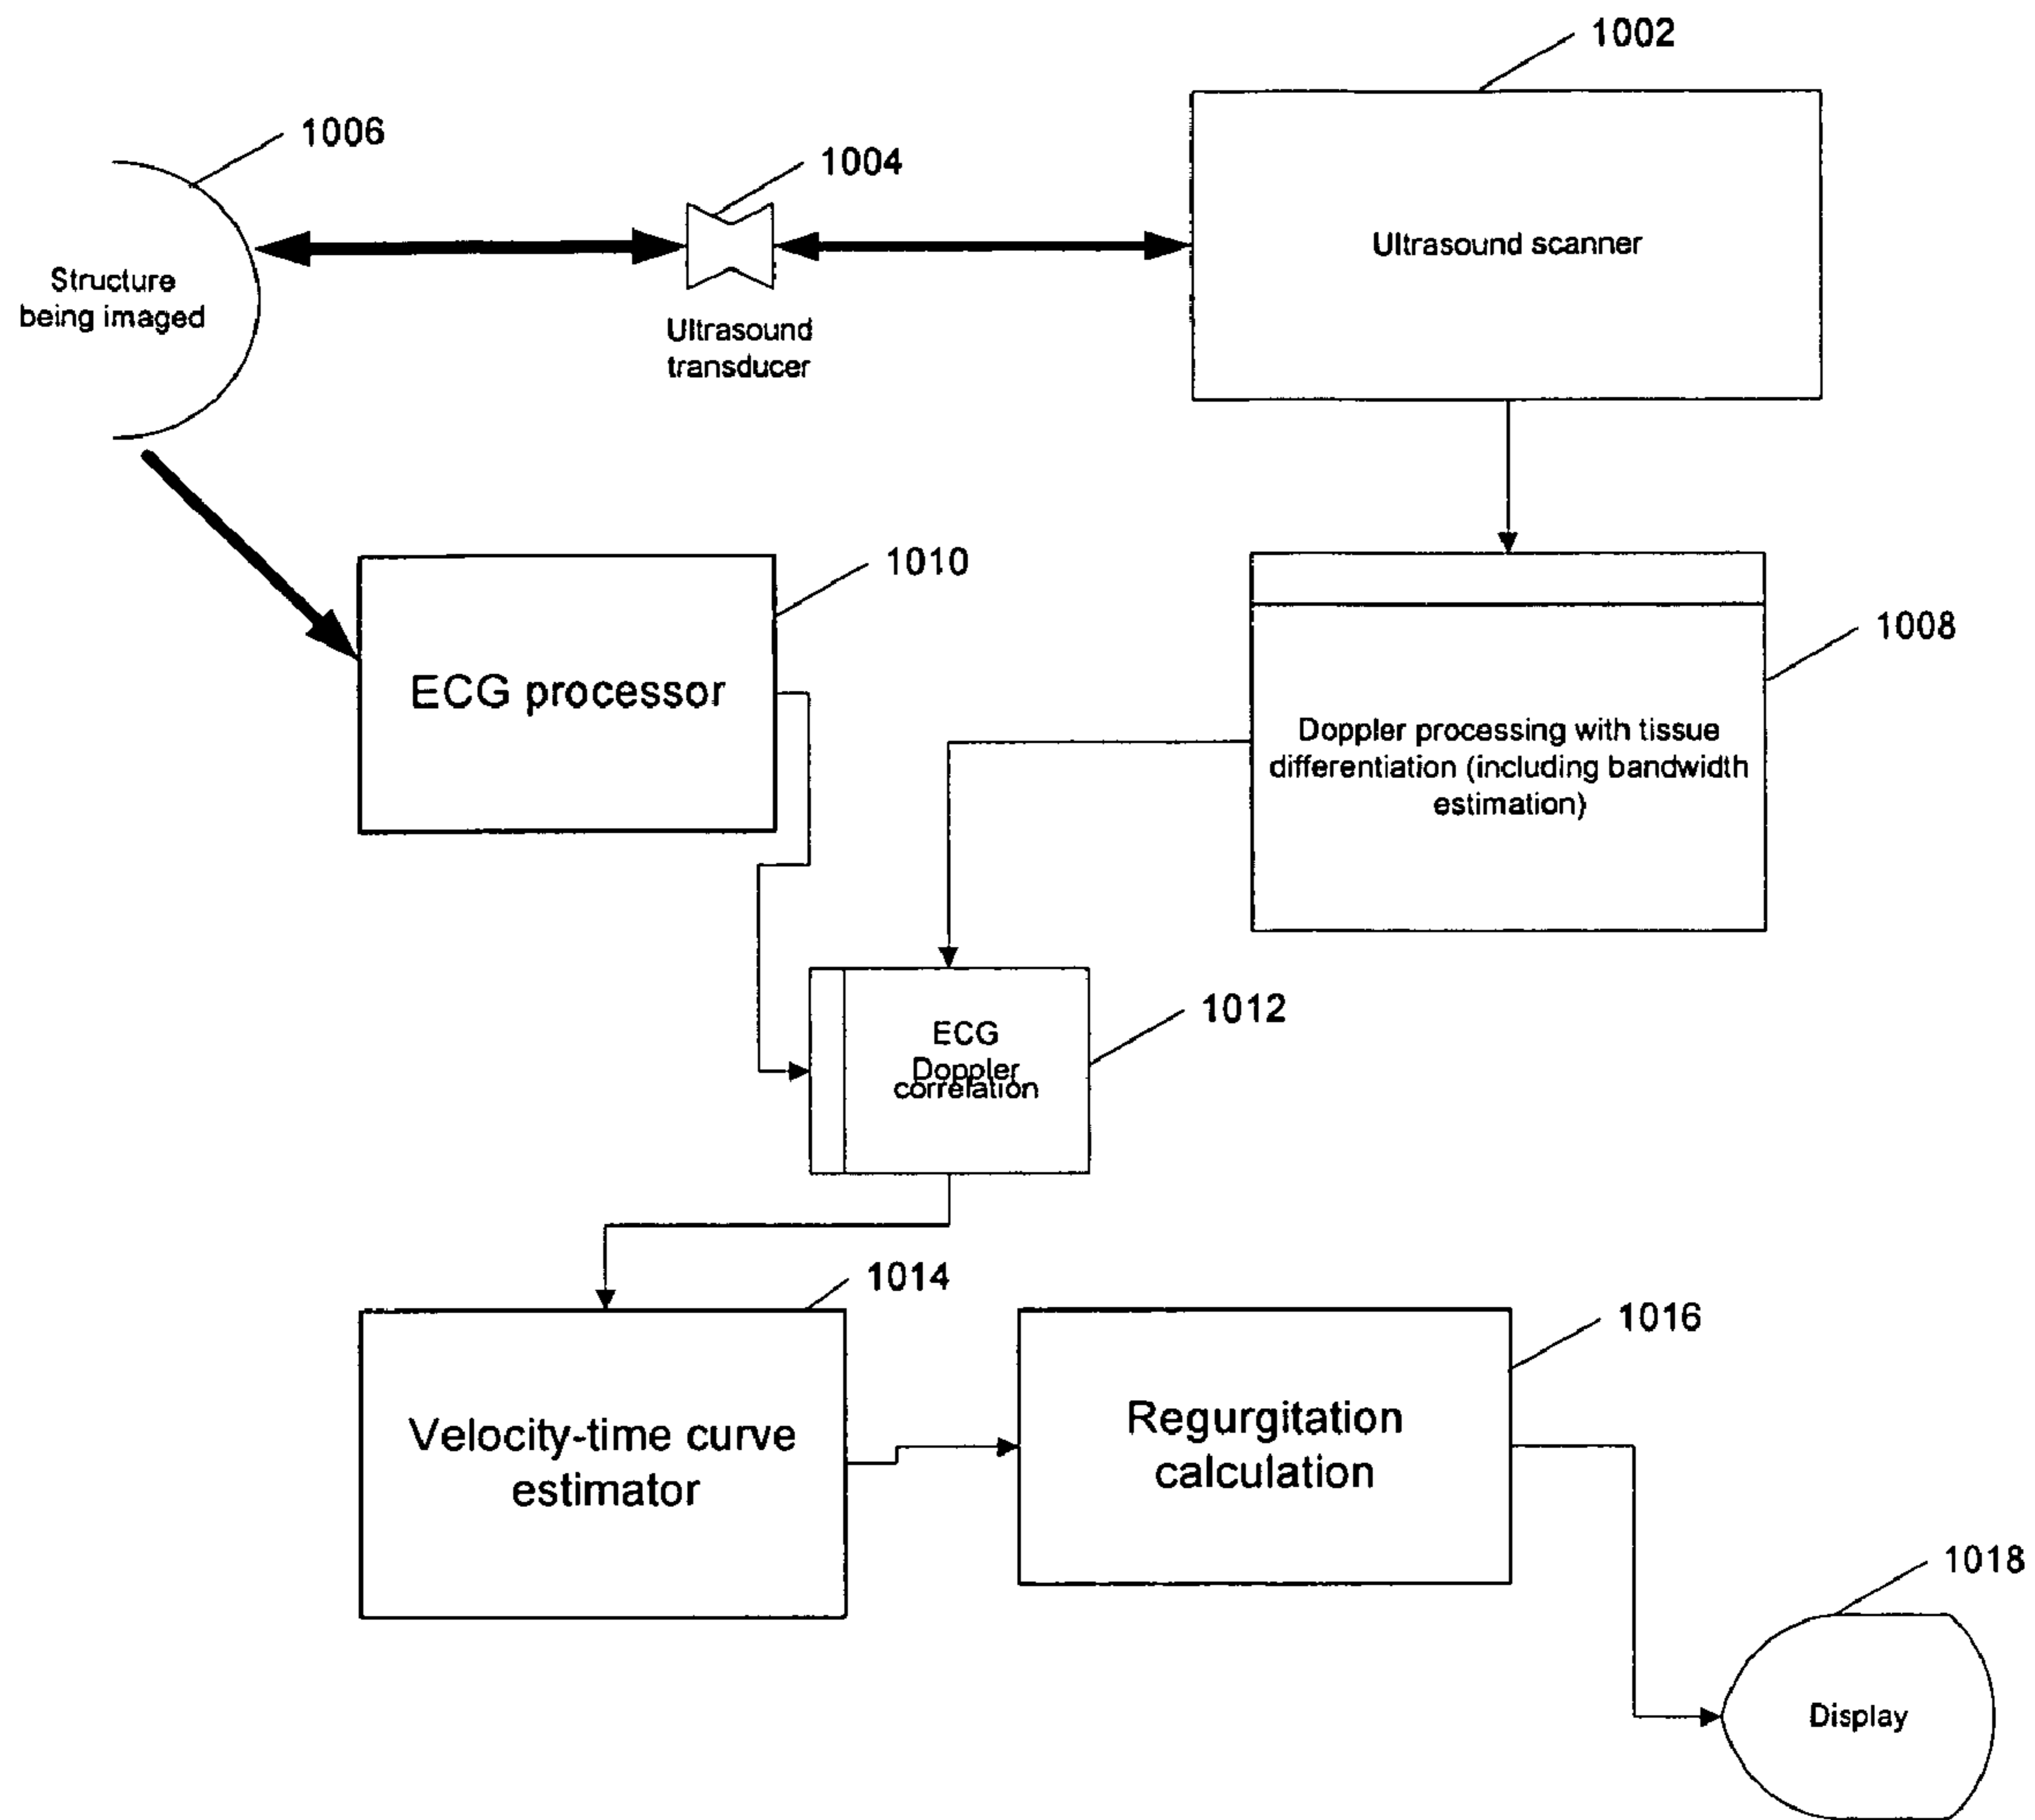 1002
1006
1004
Ultrasound scanner
Structure
being imaged
Ultrasound
transducer
1010
1008
ECG processor
Doppler processing with tissue
differentiation (including bandwidth
estimation)
1012
ECG
Doppler
correlation
1014
1016
Velocity-time curve
estimator
Regurgitation
calculation
1018
Display